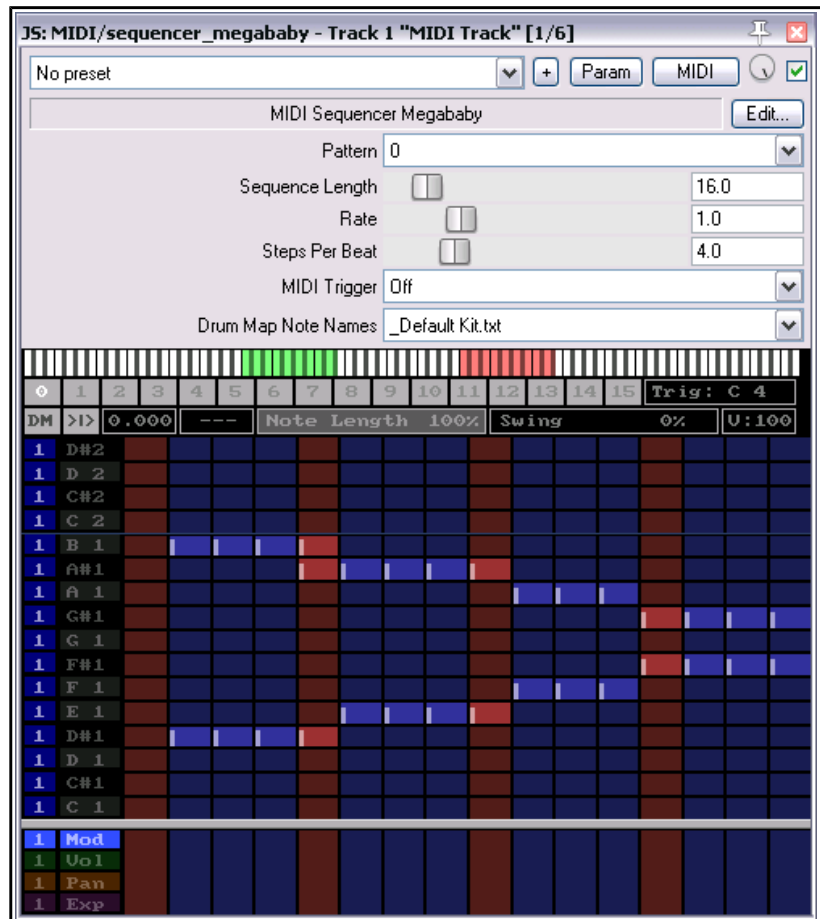 JS: MIDI/sequencer_megababy - Track 1 "MIDI Track" [1/6]
No preset + Param MIDI
MIDI Sequencer Megababy Edit...
Pattern 0
Sequence Length 16.0
Rate 1.0
Steps Per Beat 4.0
MIDI Trigger Off
Drum Map Note Names _Default Kit.txt
0 1 2 3 4 5 6 7 8 9 10 11 12 13 14 15 Trig: C 4
DM >I> 0.000 --- Note Length 100% Swing 0% V:100
1 D#2
1 D 2
1 C#2
1 C 2
1 B 1
1 A#1
1 A 1
1 G#1
1 G 1
1 F#1
1 F 1
1 E 1
1 D#1
1 D 1
1 C#1
1 C 1
1 Mod
1 Vol
1 Pan
1 Exp